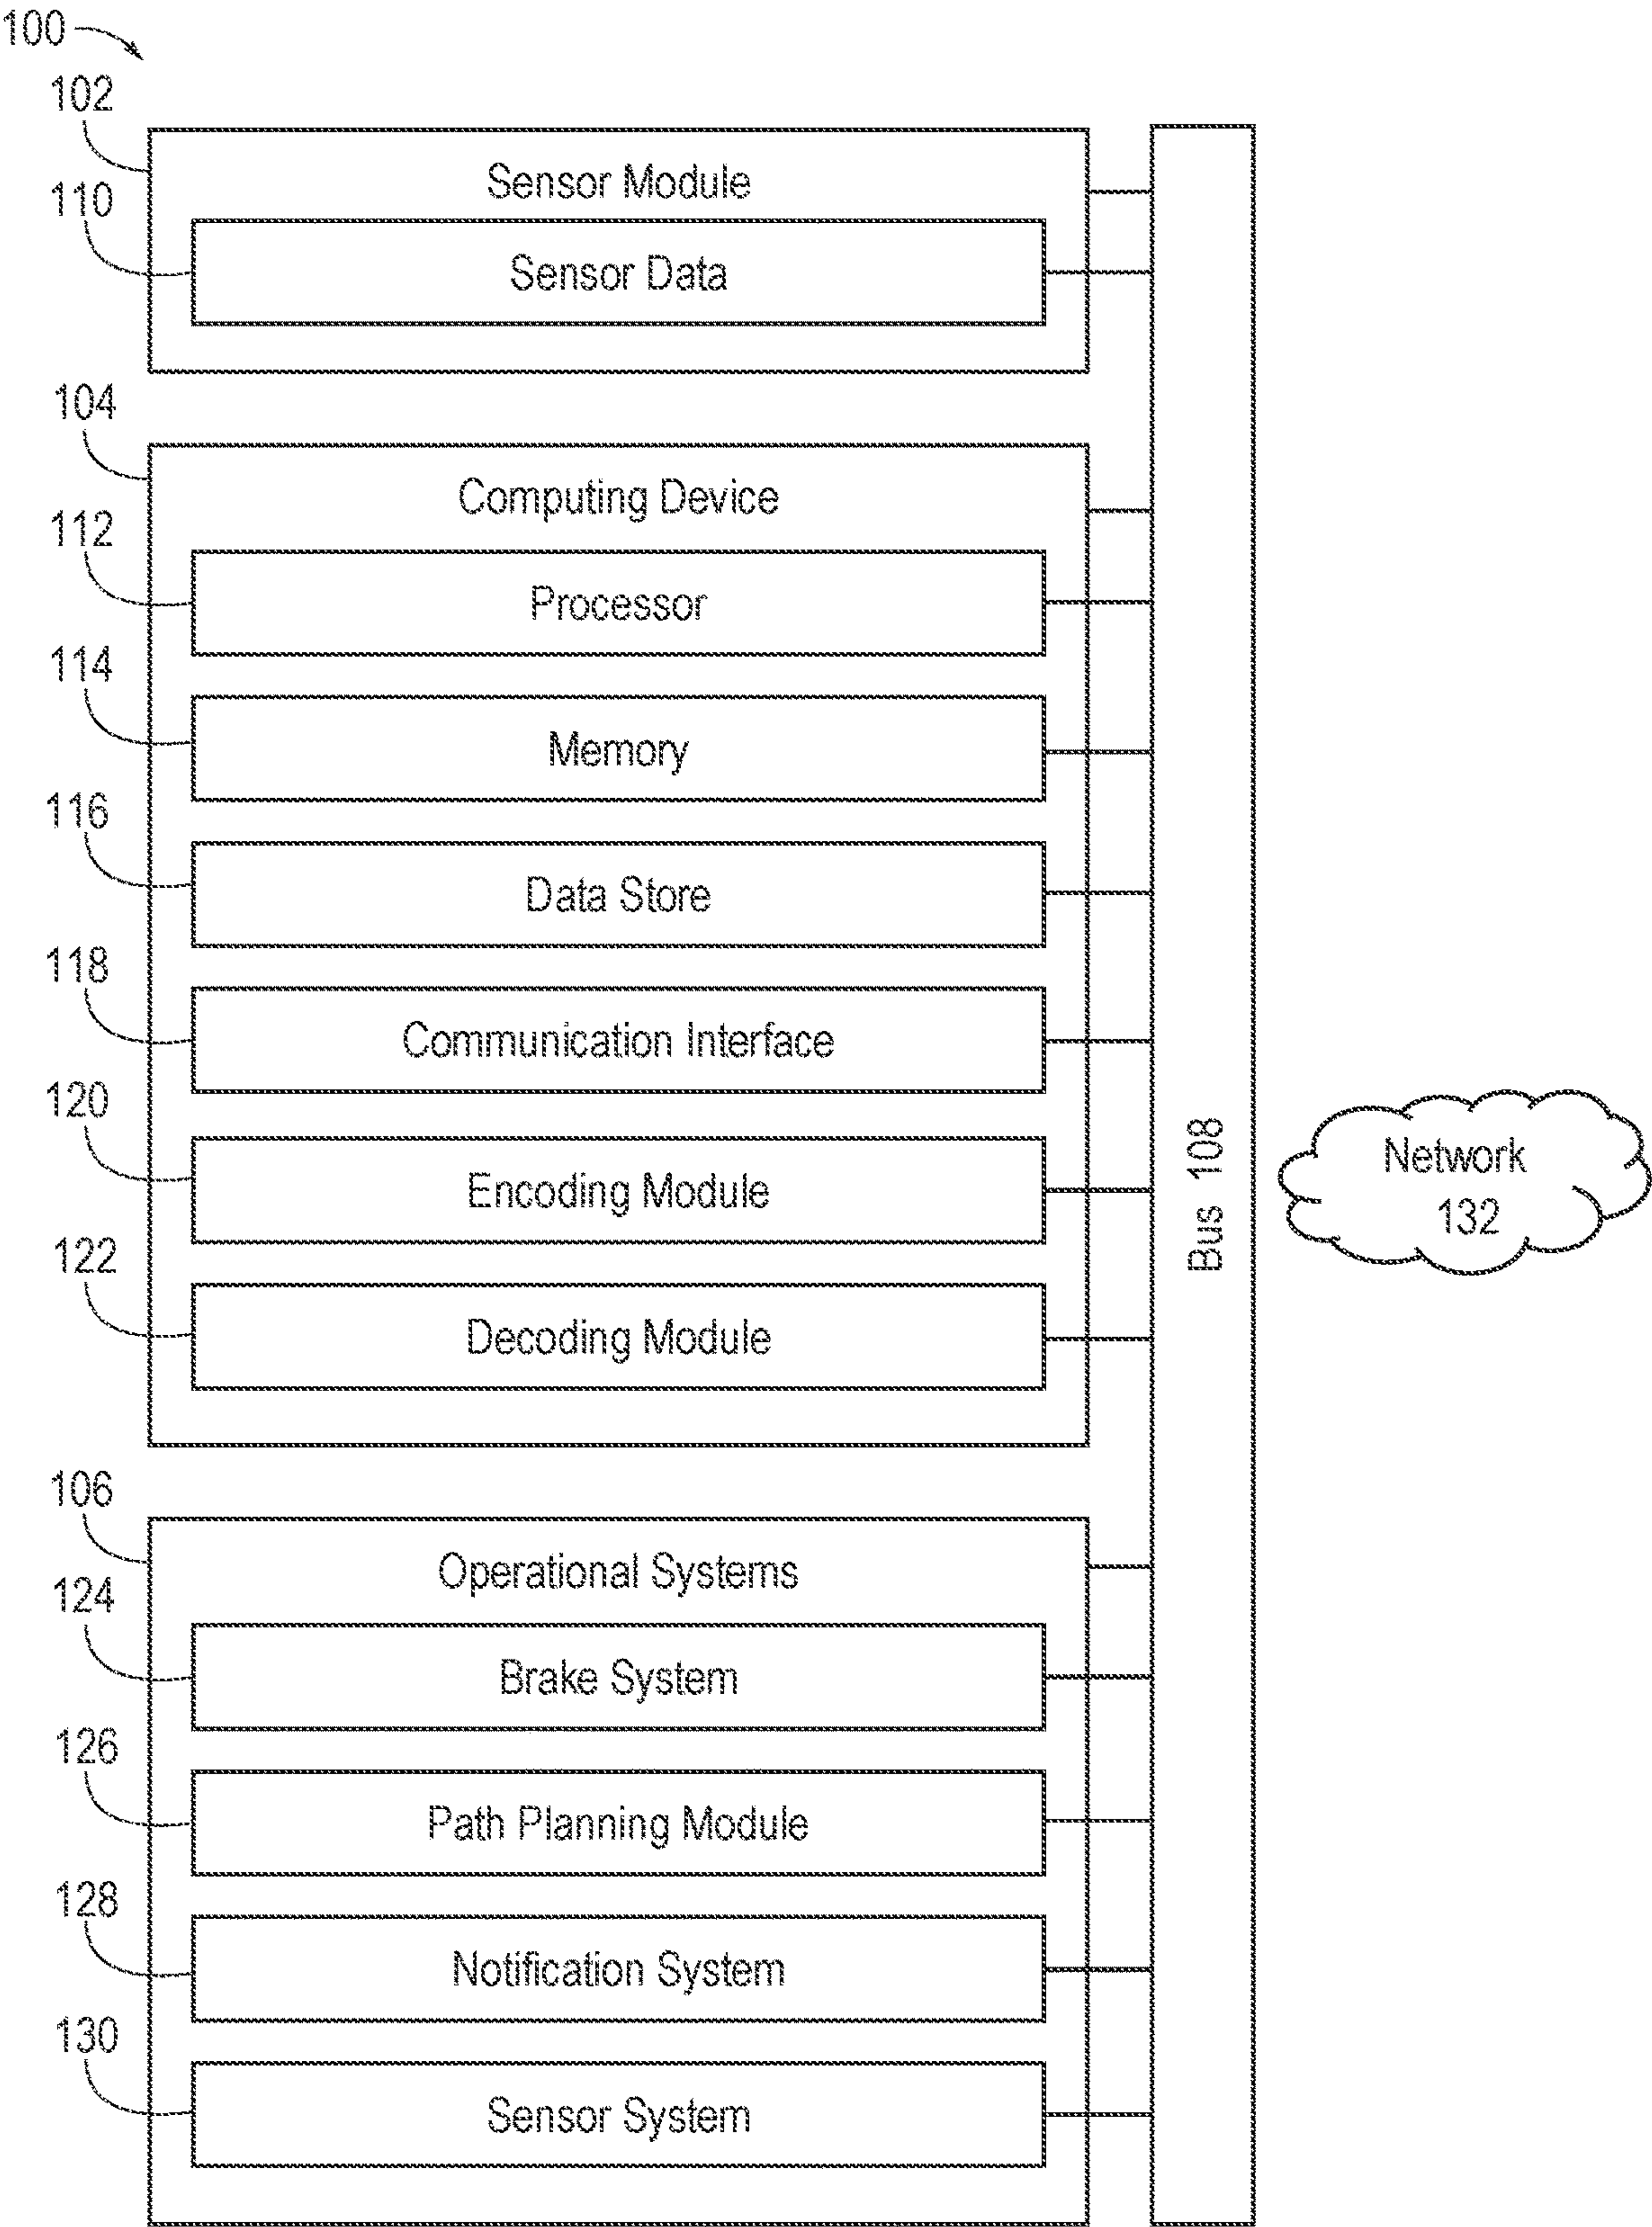 100
102
Sensor Module
110
Sensor Data
104
Computing Device
112
Processor
114
Memory
116
Data Store
118
Communication Interface
120
Encoding Module
122
Decoding Module
106
Operational Systems
124
Brake System
126
Path Planning Module
128
Notification System
130
Sensor System
Bus 108
Network
132